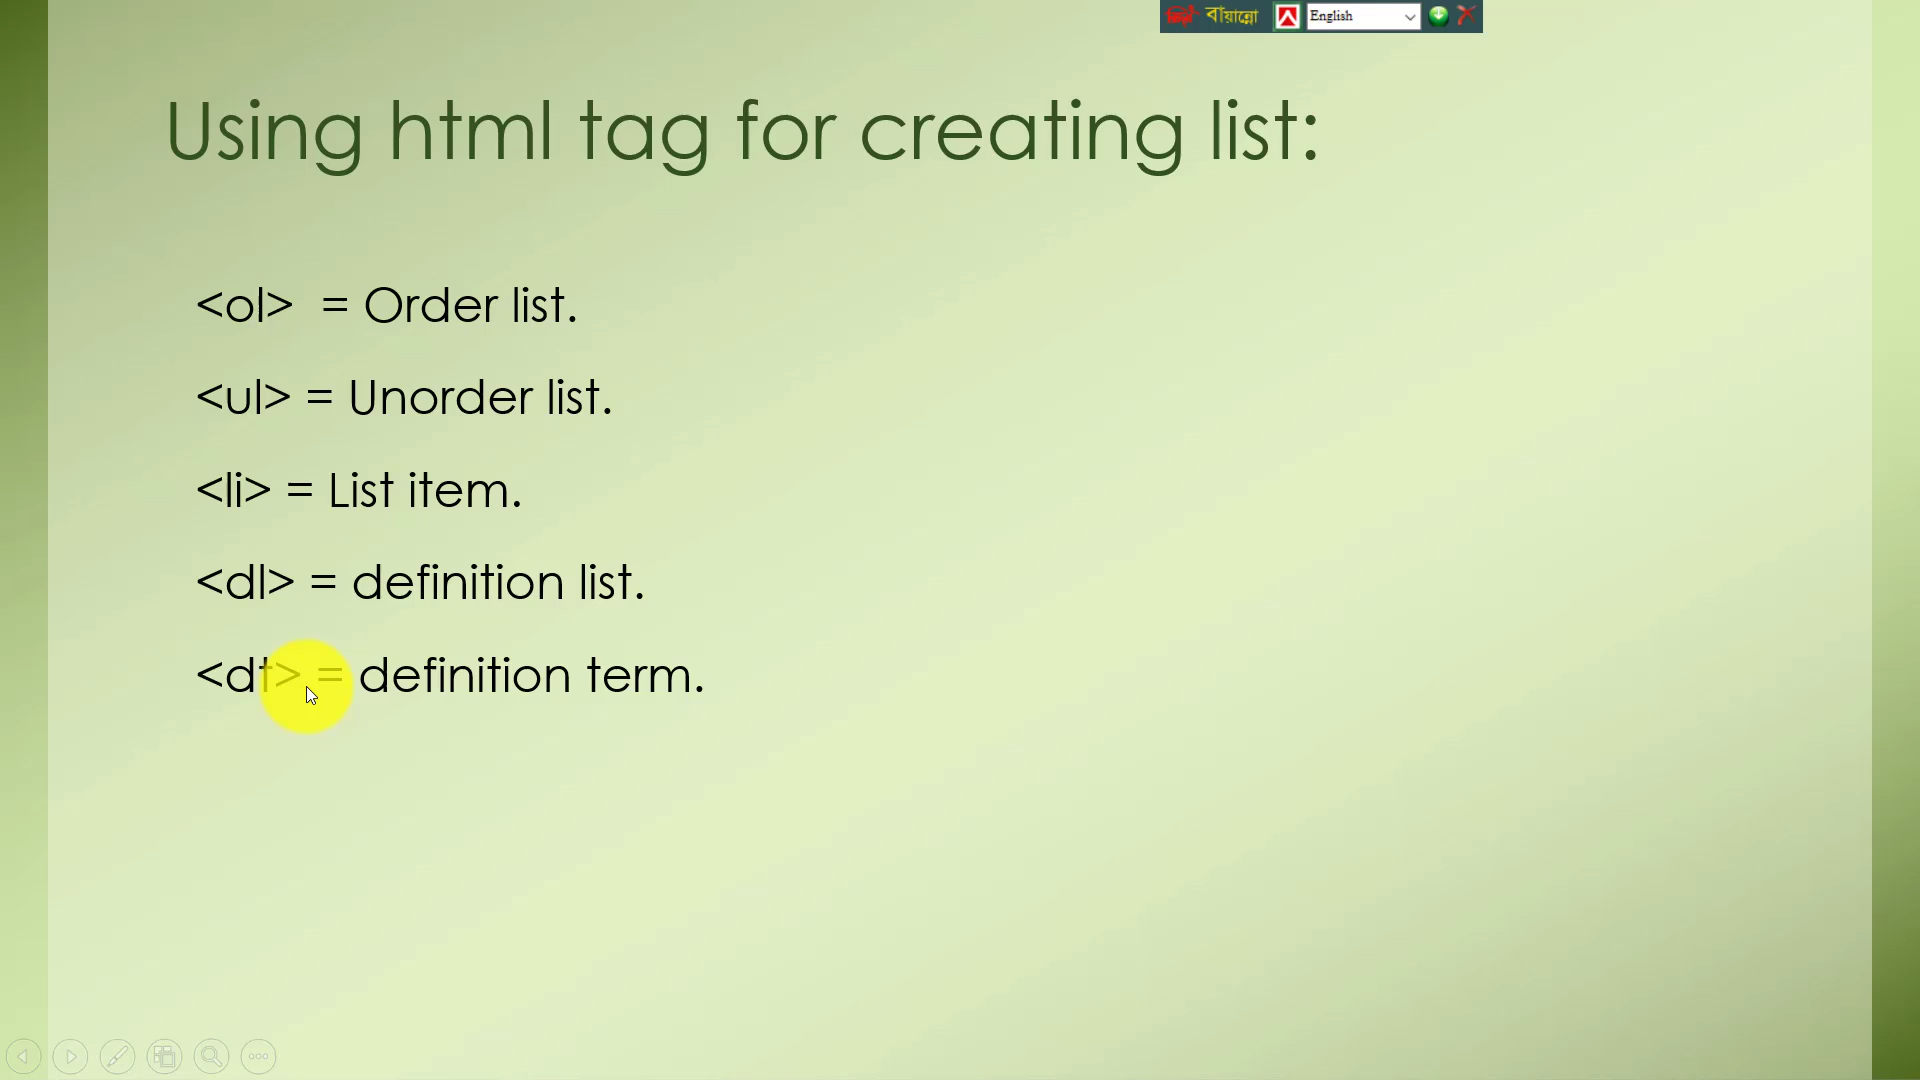 বায়ান্নো English
Using html tag for creating list:
<ol> = Order list.
<ul> = Unorder list.
<li> = List item.
<dl> = definition list.
<dt> = definition term.